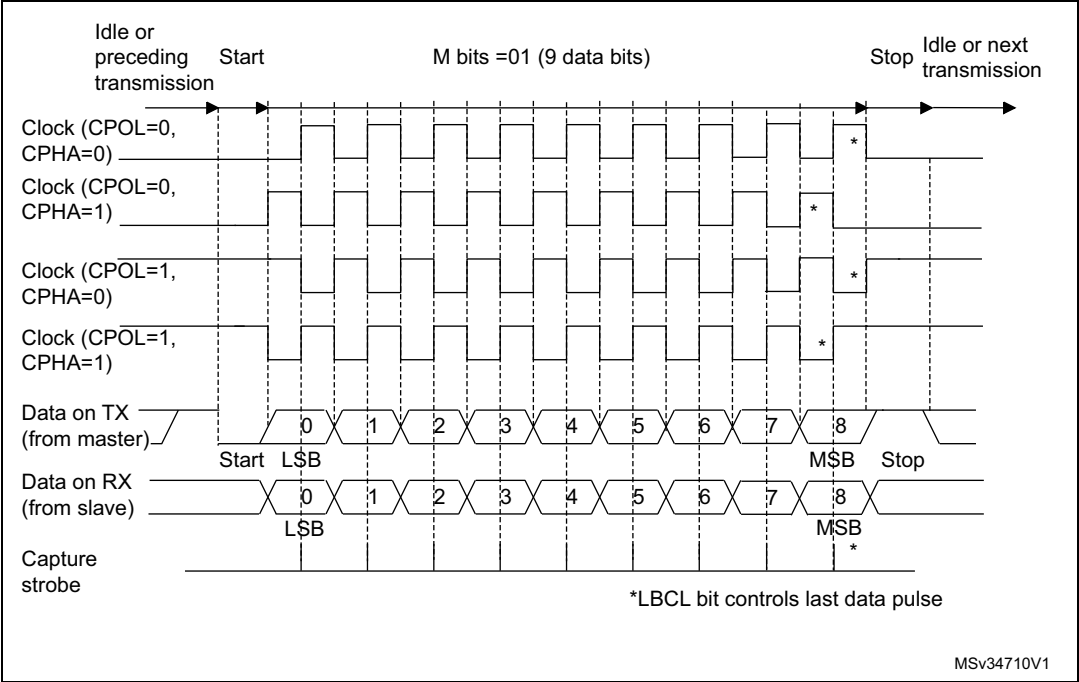 Idle or
preceding
transmission
Start
M bits =01 (9 data bits)
Stop
Idle or next
transmission
Clock (CPOL=0,
CPHA=0)
*
Clock (CPOL=0,
CPHA=1)
*
Clock (CPOL=1,
CPHA=0)
*
Clock (CPOL=1,
CPHA=1)
*
Data on TX
(from master)
0 1 2 3 4 5 6 7 8
Start LSB MSB Stop
Data on RX
(from slave)
0 1 2 3 4 5 6 7 8
LSB MSB
*
Capture
strobe
*LBCL bit controls last data pulse
MSv34710V1